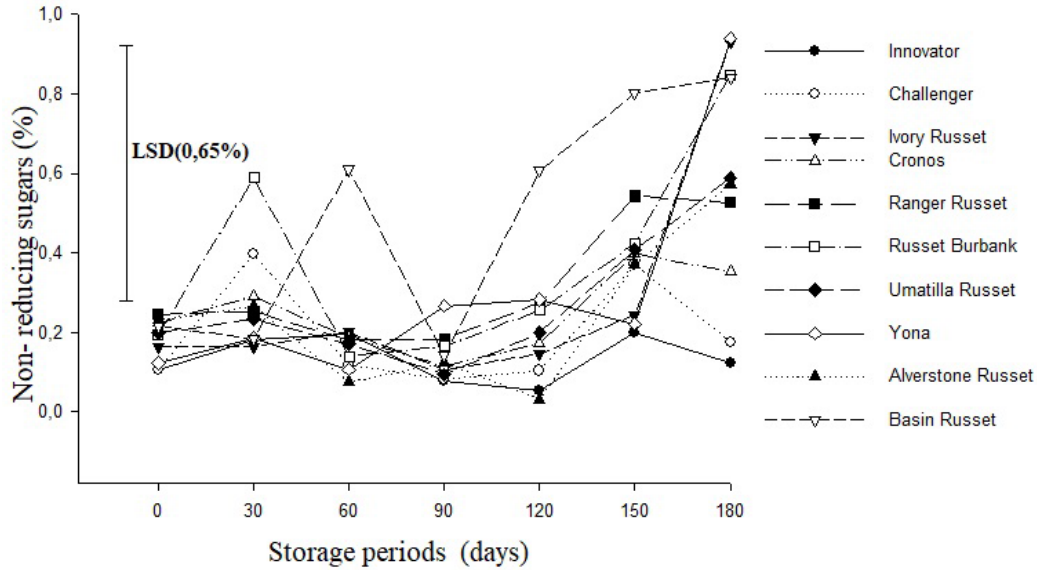 1,0
0,8
0,6
0,4
0,2
0,0
Non- reducing sugars (%)
LSD(0,65%)
0 30 60 90 120 150 180
Storage periods (days)
Innovator
Challenger
Ivory Russet
Cronos
Ranger Russet
Russet Burbank
Umatilla Russet
Yona
Alverstone Russet
Basin Russet